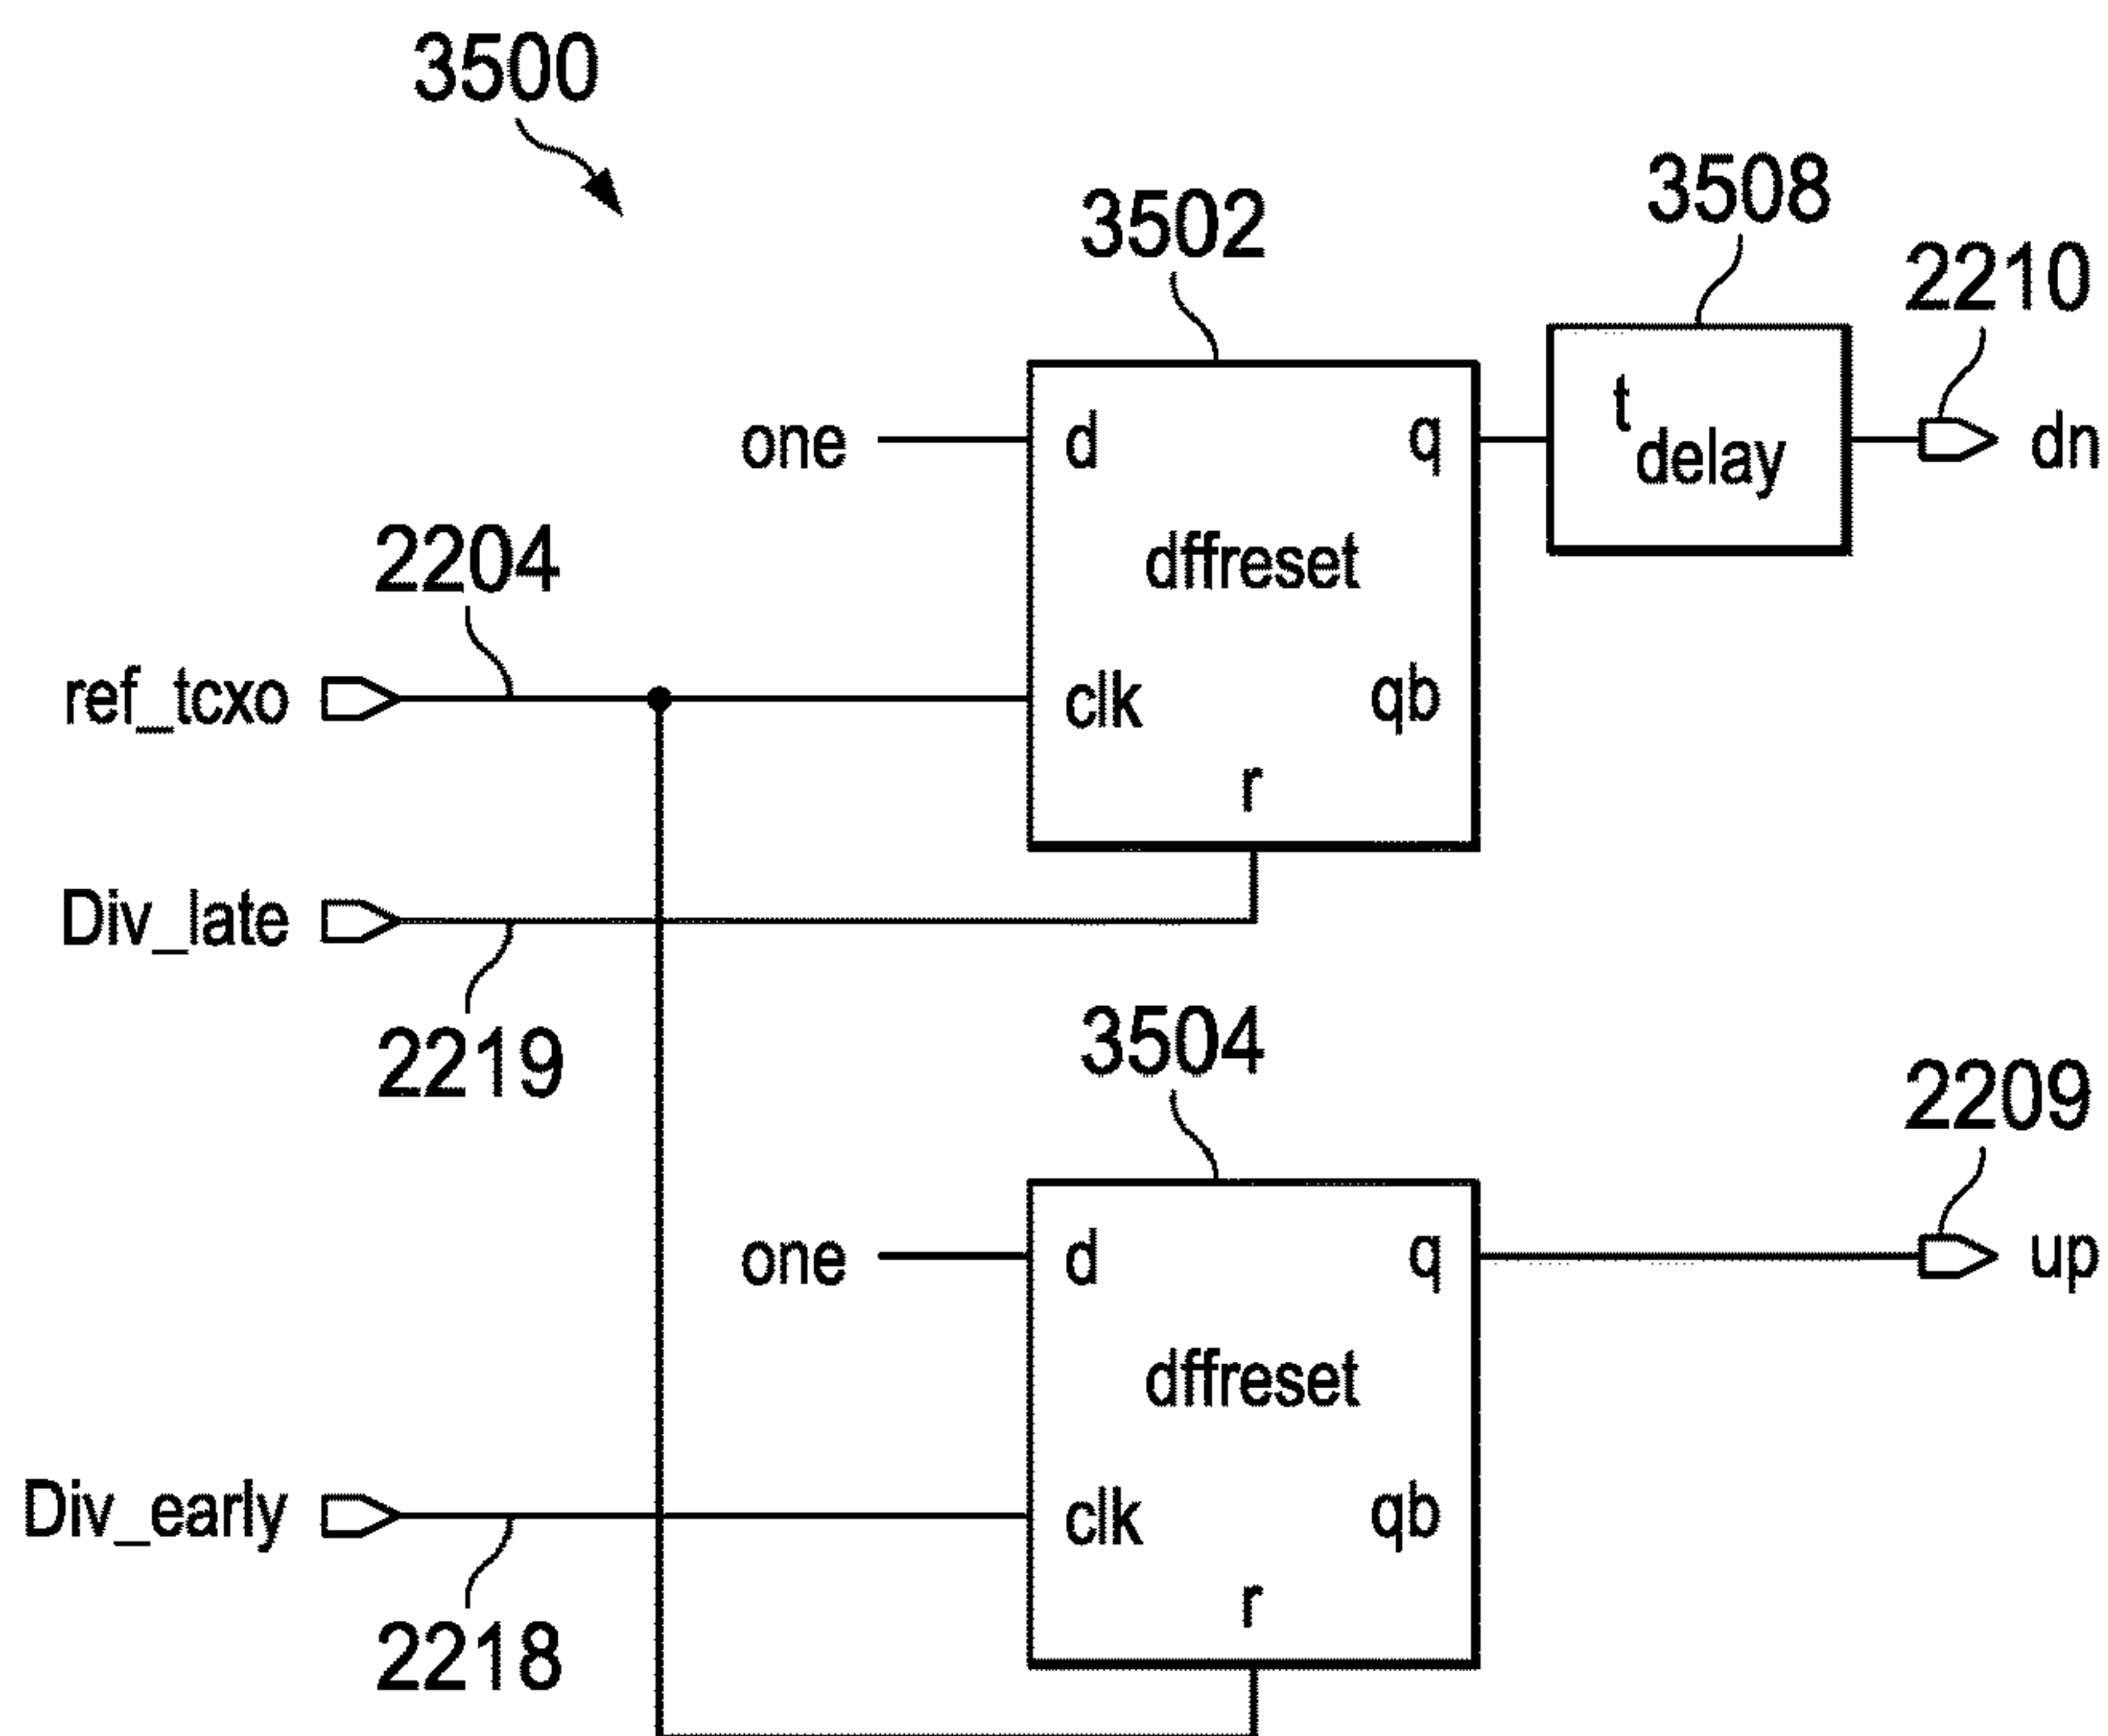 3500
3502
3508
2210
one
d
q
t
delay
dn
dffreset
2204
ref_tcxo
clk
qb
r
Div_late
2219
3504
2209
one
d
q
up
dffreset
Div_early
clk
qb
r
2218